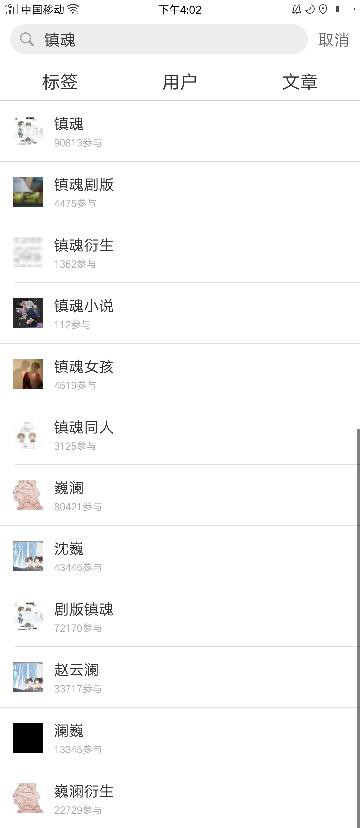 中国移动
下午4:02
镇魂
取消
标签
用户
文章
镇魂
90813参与
镇魂剧版
4475参与
镇魂衍生
1362参与
镇魂小说
112参与
镇魂女孩
4519参与
镇魂同人
3125参与
巍澜
80421参与
沈巍
43445参与
剧版镇魂
72170参与
赵云澜
33717参与
澜巍
13345参与
巍澜衍生
22729参与